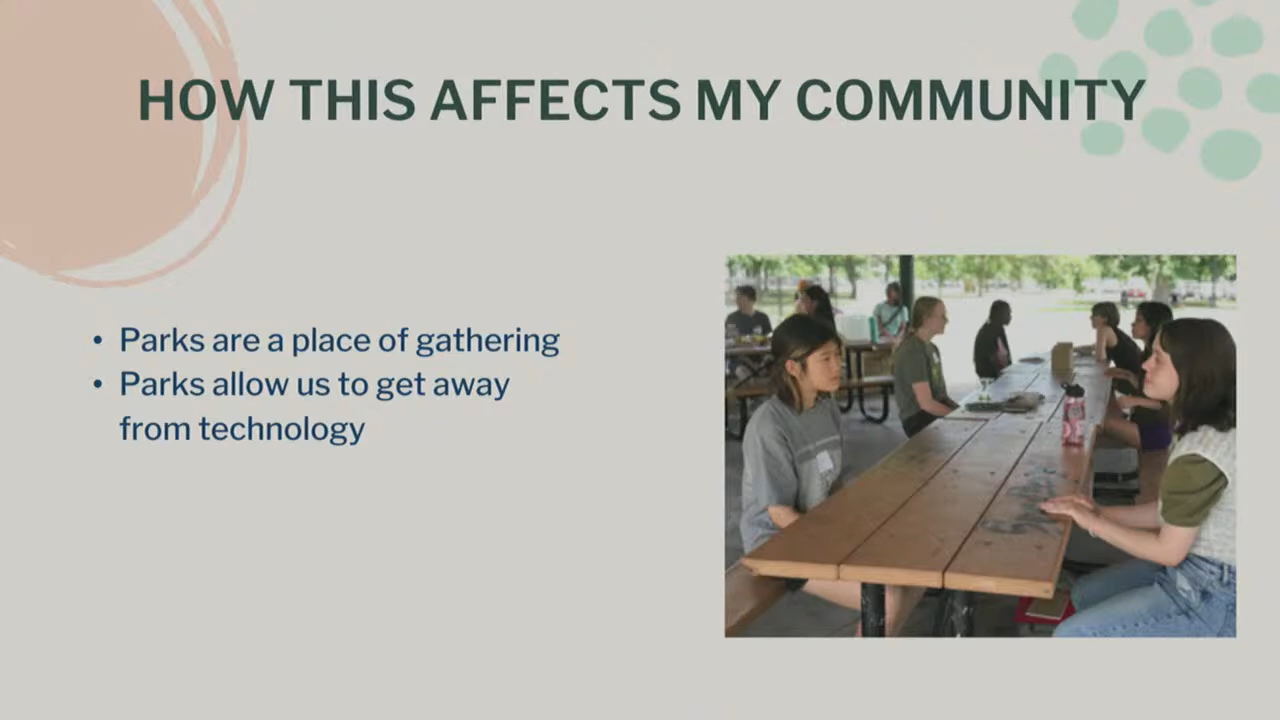 HOW THIS AFFECTS MY COMMUNITY
• Parks are a place of gathering
• Parks allow us to get away
from technology